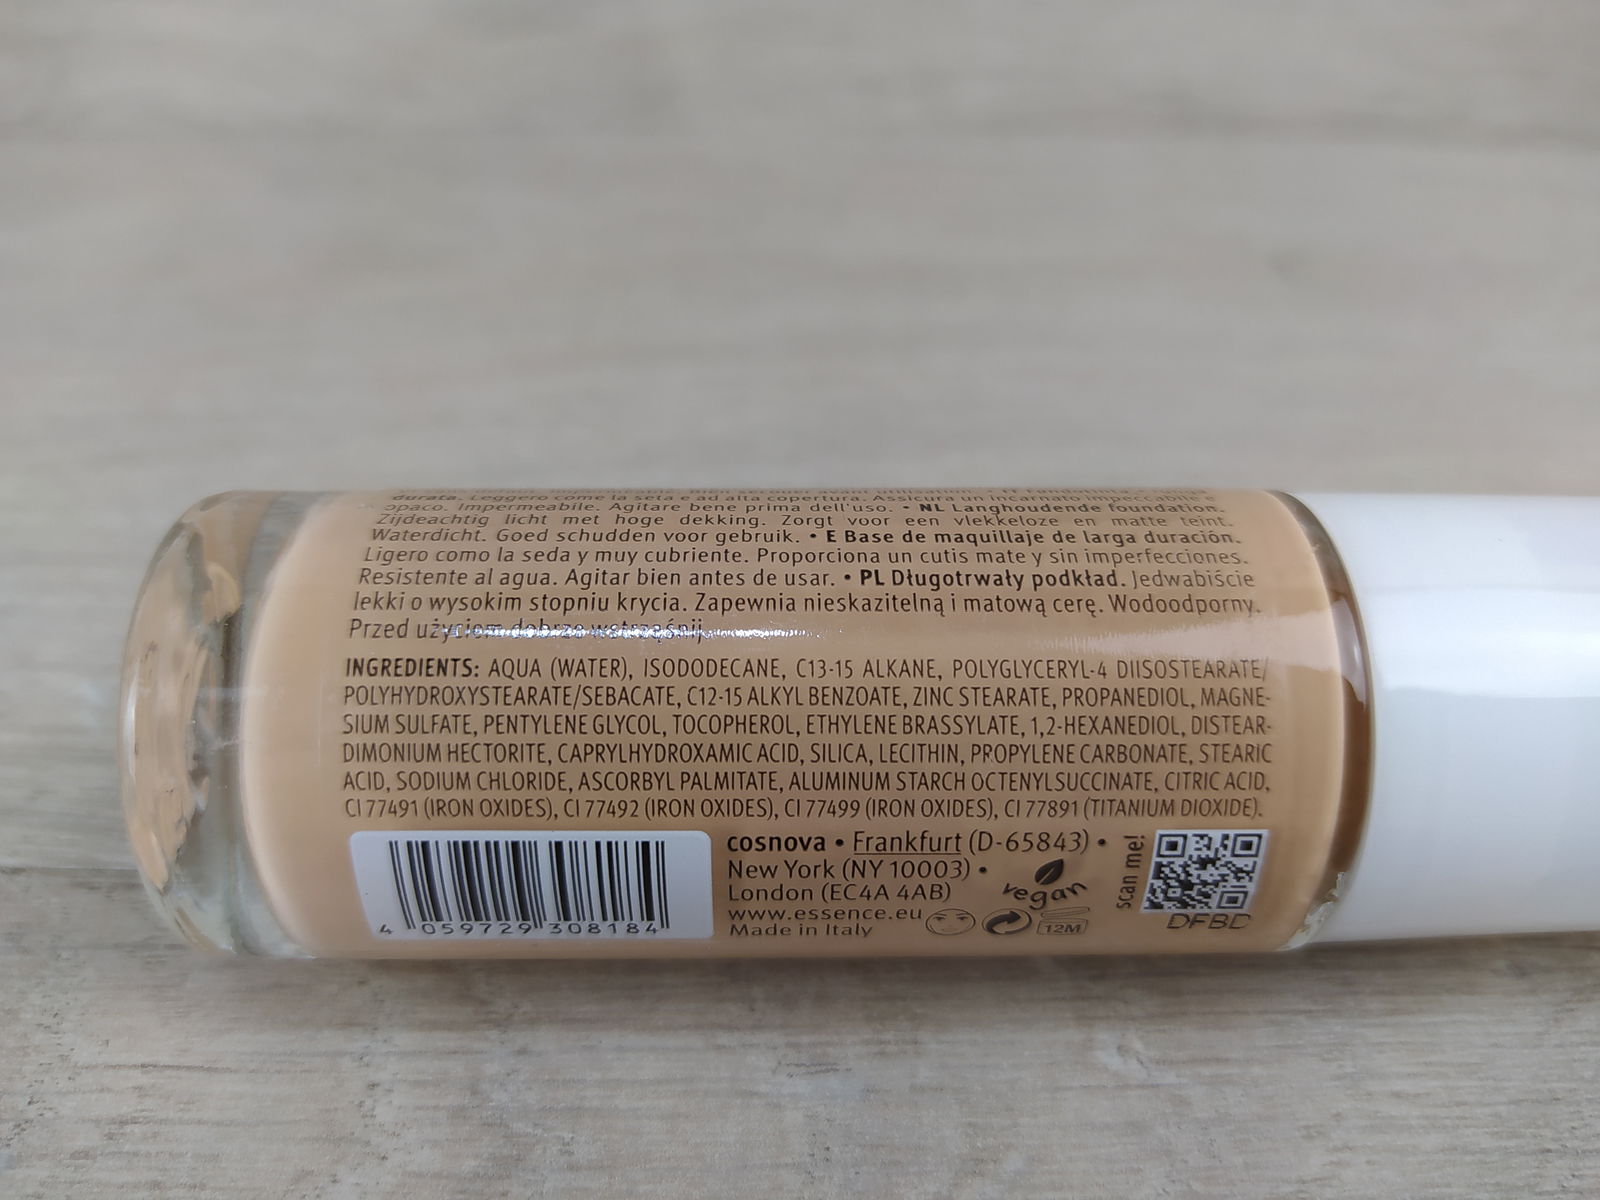 durata. Leggero come la seta e ad alta copertura. Assicura un incarnato impeccabile e
opaco. Impermeabile. Agitare bene prima dell'uso. • NL Langhoudende foundation.
Zijdeachtig licht met hoge dekking. Zorgt voor een vlekkeloze en matte teint.
Waterdicht. Goed schudden voor gebruik. • E Base de maquillaje de larga duración.
Ligero como la seda y muy cubriente. Proporciona un cutis mate y sin imperfecciones.
Resistente al agua. Agitar bien antes de usar. • PL Długotrwały podkład. Jedwabiście
lekki o wysokim stopniu krycia. Zapewnia nieskazitelną i matową cerę. Wodoodporny.
Przed użyciem dobrze wstrząśnij.
INGREDIENTS: AQUA (WATER), ISODODECANE, C13-15 ALKANE, POLYGLYCERYL-4 DIISOSTEARATE/
POLYHYDROXYSTEARATE/SEBACATE, C12-15 ALKYL BENZOATE, ZINC STEARATE, PROPANEDIOL, MAGNE-
SIUM SULFATE, PENTYLENE GLYCOL, TOCOPHEROL, ETHYLENE BRASSYLATE, 1,2-HEXANEDIOL, DISTEAR-
DIMONIUM HECTORITE, CAPRYLHYDROXAMIC ACID, SILICA, LECITHIN, PROPYLENE CARBONATE, STEARIC
ACID, SODIUM CHLORIDE, ASCORBYL PALMITATE, ALUMINUM STARCH OCTENYLSUCCINATE, CITRIC ACID,
CI 77491 (IRON OXIDES), CI 77492 (IRON OXIDES), CI 77499 (IRON OXIDES), CI 77891 (TITANIUM DIOXIDE).
cosnova • Frankfurt (D-65843) •
New York (NY 10003) •
London (EC4A 4AB)
www.essence.eu
Made in Italy
vegan
12M
scan me!
DFBD
4 059729 308184